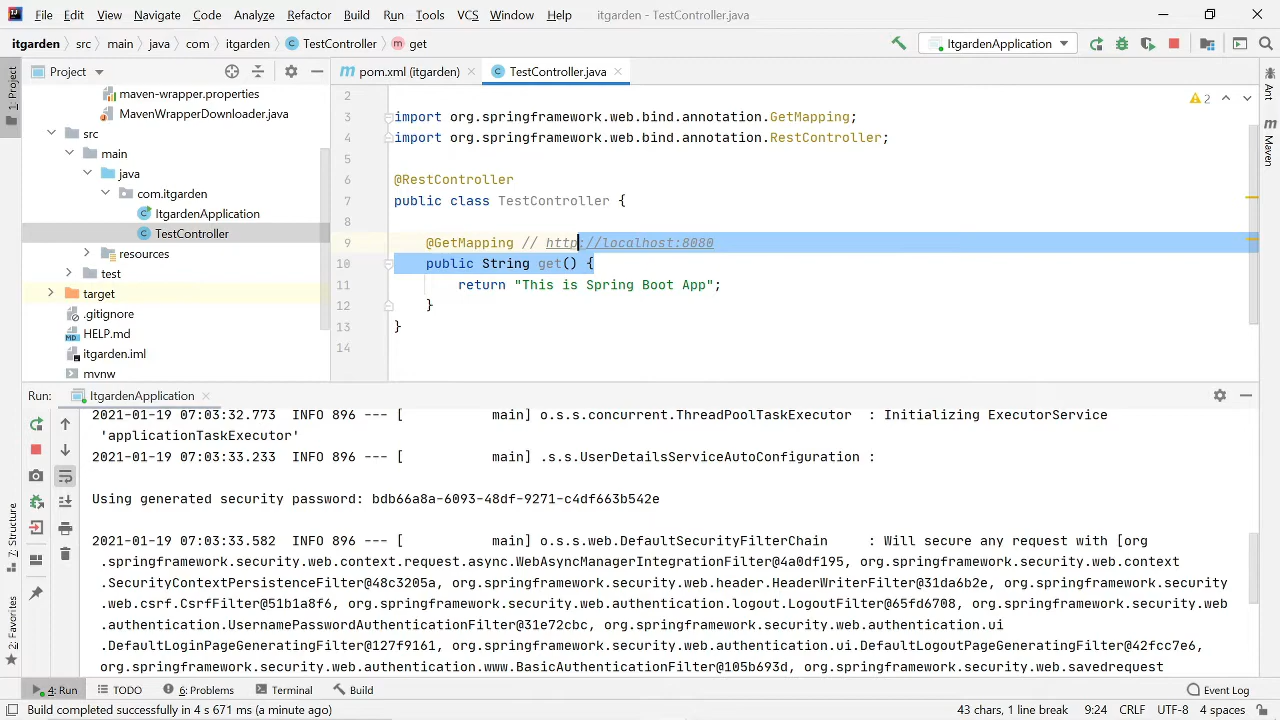 File Edit View Navigate Code Analyze Refactor Build Run Tools VCS Window Help itgarden - TestController.java
itgarden src main java com itgarden TestController get ItgardenApplication
Project pom.xml (itgarden) TestController.java
1: Project
Ant
Maven
maven-wrapper.properties
MavenWrapperDownloader.java
src
main
java
com.itgarden
ItgardenApplication
TestController
resources
test
target
.gitignore
HELP.md
itgarden.iml
mvnw
2
2
3 import org.springframework.web.bind.annotation.GetMapping;
4 import org.springframework.web.bind.annotation.RestController;
5
6 @RestController
7 public class TestController {
8
9 @GetMapping // http://localhost:8080
10 public String get() {
11 return "This is Spring Boot App";
12 }
13 }
14
Run: ItgardenApplication
2021-01-19 07:03:32.773 INFO 896 --- [ main] o.s.s.concurrent.ThreadPoolTaskExecutor : Initializing ExecutorService
'applicationTaskExecutor'
2021-01-19 07:03:33.233 INFO 896 --- [ main] .s.s.UserDetailsServiceAutoConfiguration :
Using generated security password: bdb66a8a-6093-48df-9271-c4df663b542e
2021-01-19 07:03:33.582 INFO 896 --- [ main] o.s.s.web.DefaultSecurityFilterChain : Will secure any request with [org
.springframework.security.web.context.request.async.WebAsyncManagerIntegrationFilter@4a0df195, org.springframework.security.web.context
.SecurityContextPersistenceFilter@48c3205a, org.springframework.security.web.header.HeaderWriterFilter@31da6b2e, org.springframework.security
.web.csrf.CsrfFilter@51b1a8f6, org.springframework.security.web.authentication.logout.LogoutFilter@65fd6708, org.springframework.security.web
.authentication.UsernamePasswordAuthenticationFilter@31e72cbc, org.springframework.security.web.authentication.ui
.DefaultLoginPageGeneratingFilter@127f9161, org.springframework.security.web.authentication.ui.DefaultLogoutPageGeneratingFilter@42fcc7e6,
org.springframework.security.web.authentication.www.BasicAuthenticationFilter@105b693d, org.springframework.security.web.savedrequest
7: Structure
2: Favorites
4: Run TODO 6: Problems Terminal Build Event Log
Build completed successfully in 4 s 671 ms (a minute ago) 43 chars, 1 line break 9:24 CRLF UTF-8 4 spaces